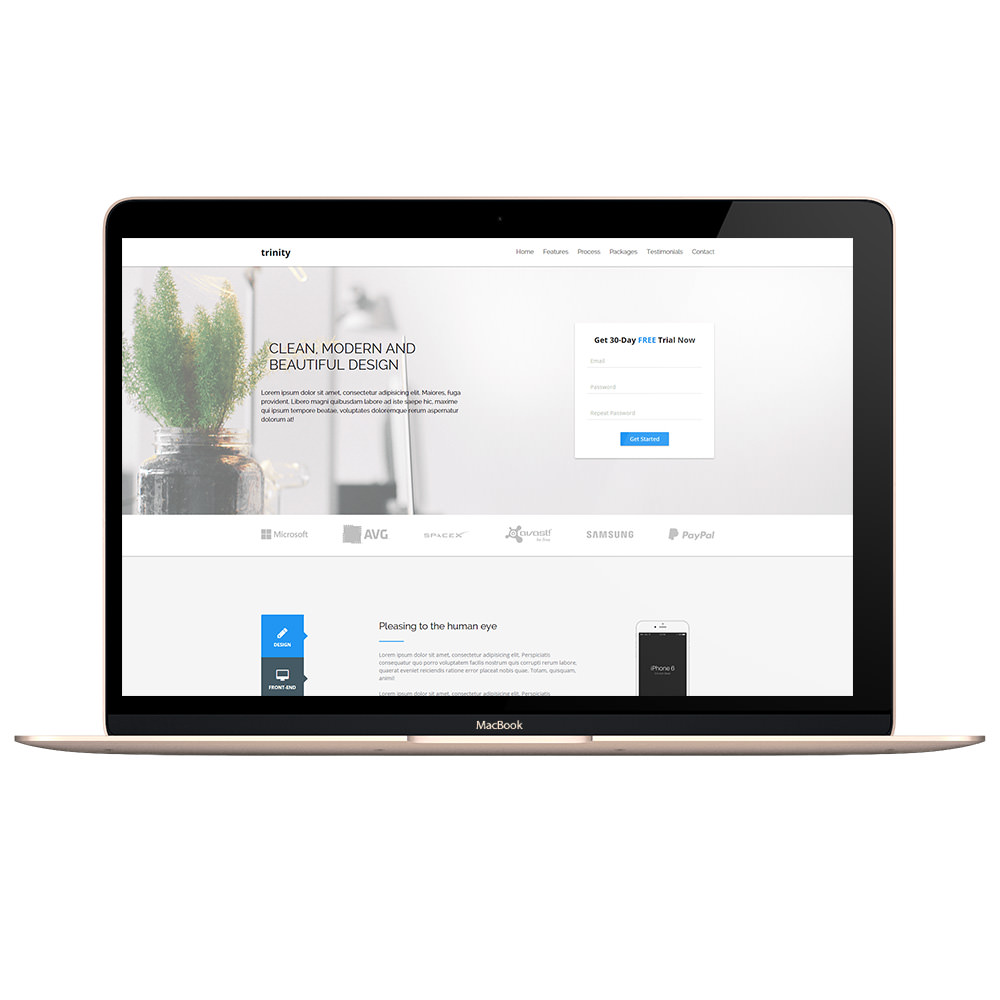 trinity
Home Features Process Packages Testimonials Contact
CLEAN, MODERN AND
BEAUTIFUL DESIGN
Lorem ipsum dolor sit amet, consectetur adipisicing elit. Maiores, fuga
provident. Libero magni quibusdam labore ad iste saepe hic, maxime
qui ipsum tempore beatae, voluptates doloremque rerum aspernatur
dolorum at!
Get 30-Day FREE Trial Now
Email
Password
Repeat Password
Get Started
Microsoft AVG SPACEX avast! SAMSUNG PayPal
DESIGN
FRONT-END
Pleasing to the human eye
Lorem ipsum dolor sit amet, consectetur adipisicing elit. Perspiciatis
consequatur quo porro voluptatem facilis nostrum quis corrupti rerum labore,
quaerat eveniet reiciendis ratione error placeat nobis quae. Totam, quisquam,
animi!
Lorem ipsum dolor sit amet, consectetur adipisicing elit. Perspiciatis
iPhone 6
MacBook